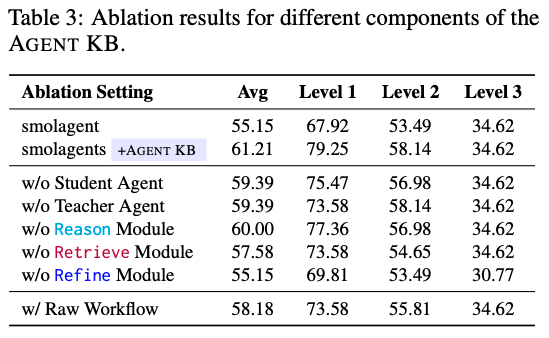 Table 3: Ablation results for different components of the
AGENT KB.
Ablation Setting Avg Level 1 Level 2 Level 3
smolagent 55.15 67.92 53.49 34.62
smolagents +AGENT KB 61.21 79.25 58.14 34.62
w/o Student Agent 59.39 75.47 56.98 34.62
w/o Teacher Agent 59.39 73.58 58.14 34.62
w/o Reason Module 60.00 77.36 56.98 34.62
w/o Retrieve Module 57.58 73.58 54.65 34.62
w/o Refine Module 55.15 69.81 53.49 30.77
w/ Raw Workflow 58.18 73.58 55.81 34.62